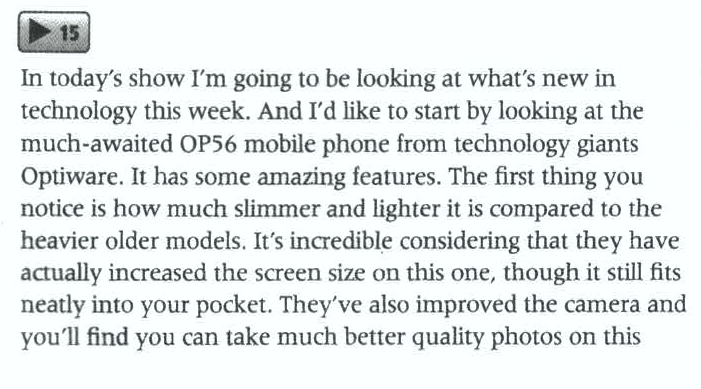 15
In today's show I'm going to be looking at what's new in
technology this week. And I'd like to start by looking at the
much-awaited OP56 mobile phone from technology giants
Optiware. It has some amazing features. The first thing you
notice is how much slimmer and lighter it is compared to the
heavier older models. It's incredible considering that they have
actually increased the screen size on this one, though it still fits
neatly into your pocket. They've also improved the camera and
you'll find you can take much better quality photos on this